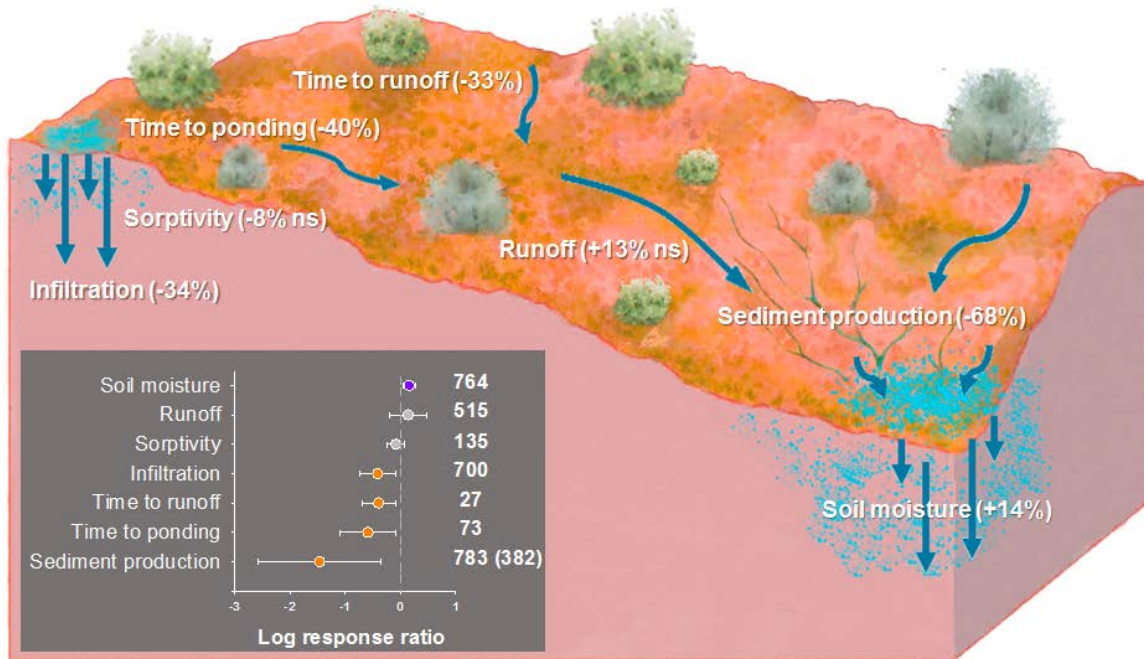 Time to runoff (-33%)
Time to ponding (-40%)
Sorptivity (-8% ns)
Runoff (+13% ns)
Infiltration (-34%)
Sediment production (-68%)
Soil moisture (+14%)
Soil moisture 764
Runoff 515
Sorptivity 135
Infiltration 700
Time to runoff 27
Time to ponding 73
Sediment production 783 (382)
-3 -2 -1 0 1
Log response ratio